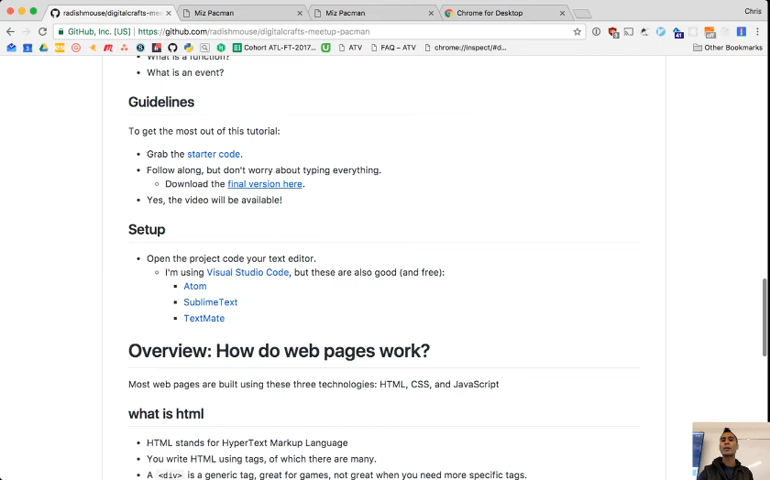 radishmouse/digitalcrafts-mee
Miz Pacman
Miz Pacman
Chrome for Desktop
Chris
GitHub, Inc. [US]
https://github.com/radishmouse/digitalcrafts-meetup-pacman
Cohort ATL-FT-2017...
ATV
FAQ – ATV
chrome://inspect/#d...
Other Bookmarks
What is a function?
What is an event?
Guidelines
To get the most out of this tutorial:
Grab the starter code.
Follow along, but don't worry about typing everything.
Download the final version here.
Yes, the video will be available!
Setup
Open the project code your text editor.
I'm using Visual Studio Code, but these are also good (and free):
Atom
SublimeText
TextMate
Overview: How do web pages work?
Most web pages are built using these three technologies: HTML, CSS, and JavaScript
what is html
HTML stands for HyperText Markup Language
You write HTML using tags, of which there are many.
A <div> is a generic tag, great for games, not great when you need more specific tags.